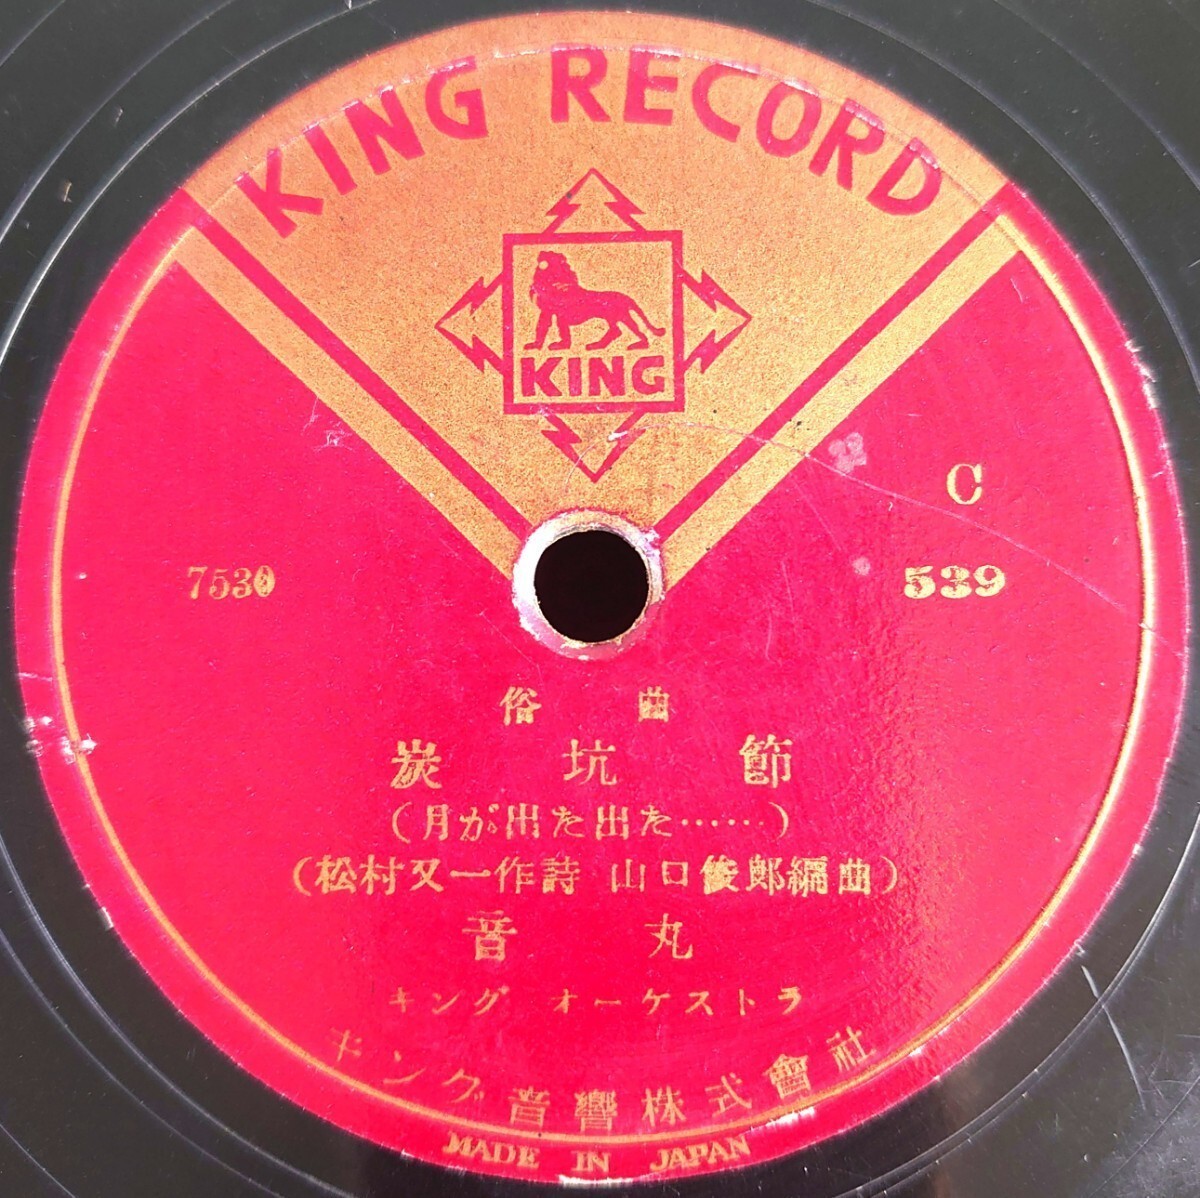 KING RECORD
KING
C
7530 539
俗曲
炭坑節
(月が出た出た……)
(松村又一作詩 山口俊郎編曲)
音丸
キング オーケストラ
キング音響株式會社
MADE IN JAPAN